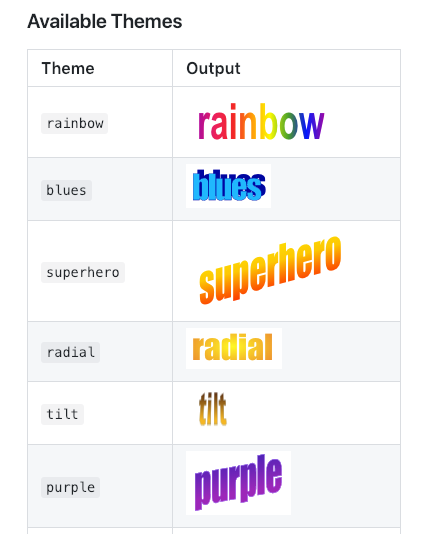 Available Themes
Theme Output
rainbow rainbow
blues blues
superhero superhero
radial radial
tilt tilt
purple purple